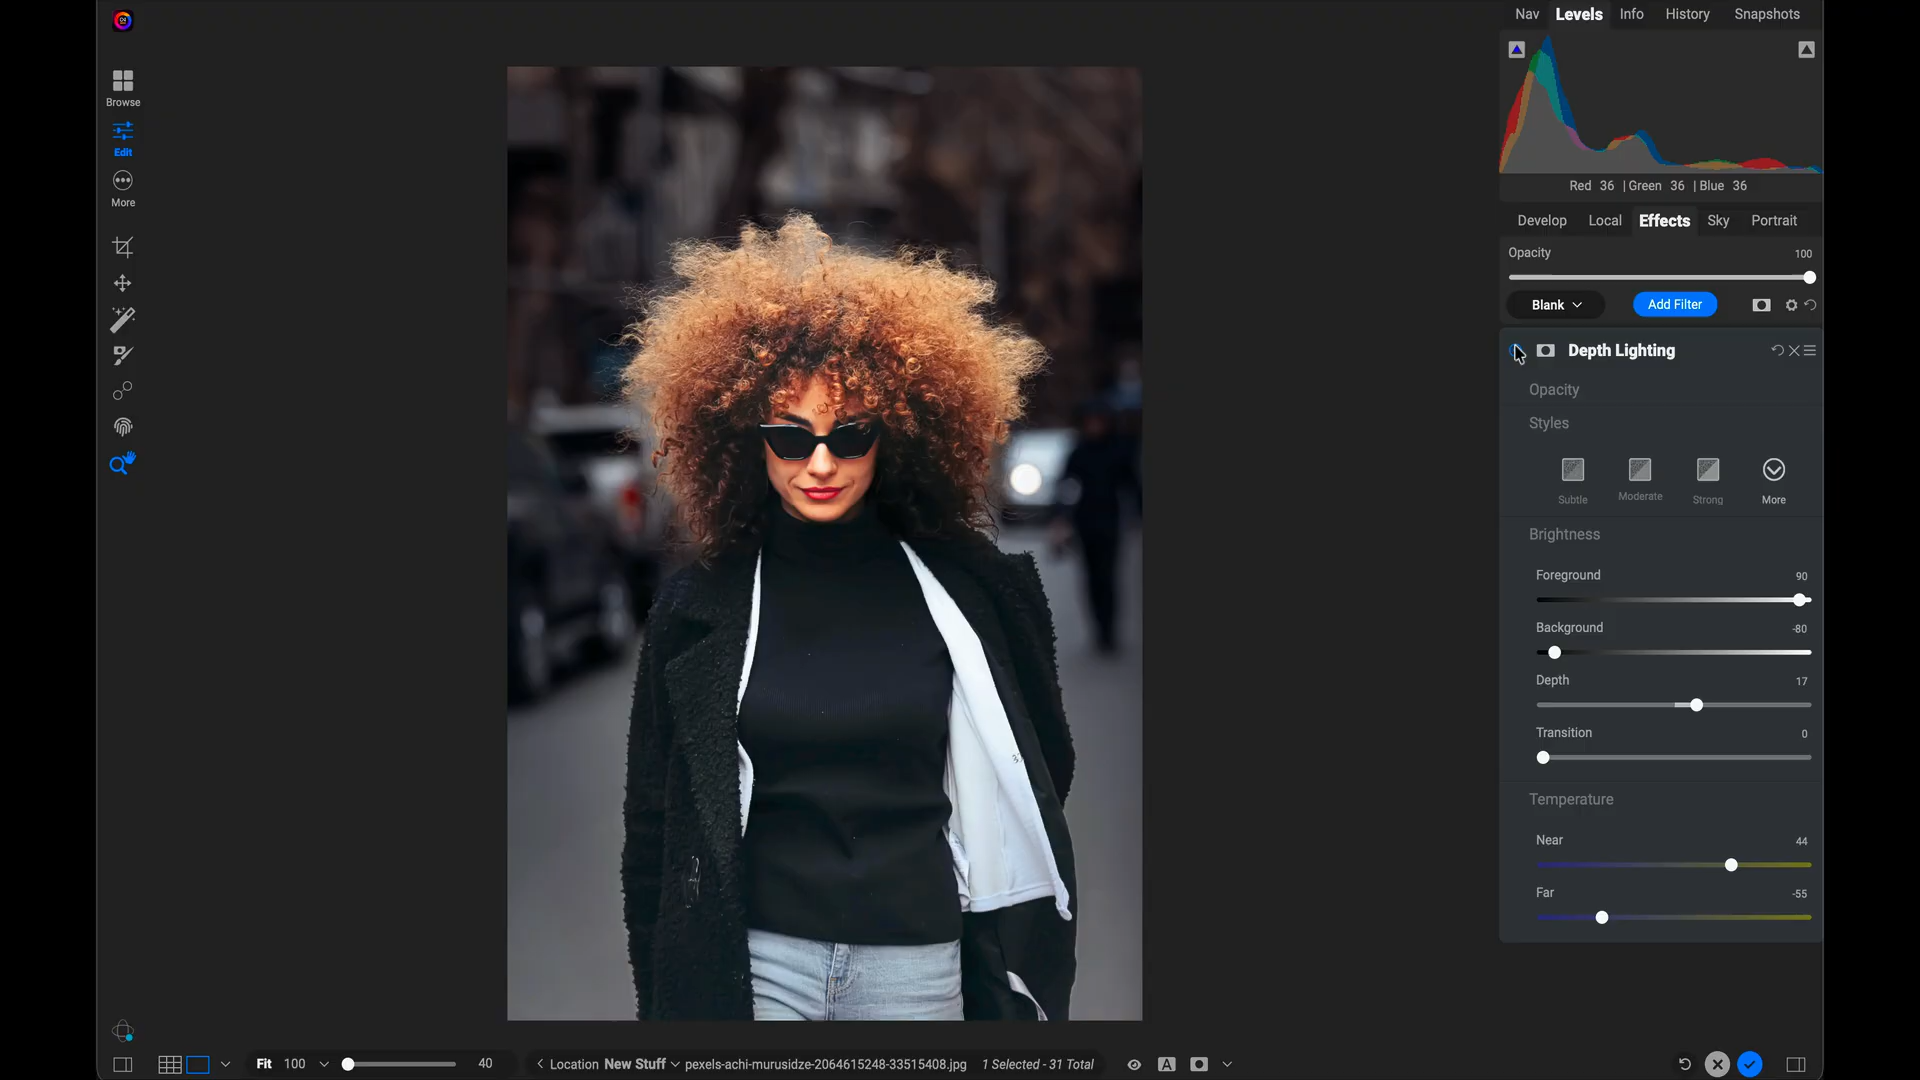 Nav Levels Info History Snapshots
Browse
Edit
More
Red 36 | Green 36 | Blue 36
Develop Local Effects Sky Portrait
Opacity 100
Blank Add Filter
Depth Lighting
Opacity
Styles
Subtle Moderate Strong More
Brightness
Foreground 90
Background -80
Depth 17
Transition 0
Temperature
Near 44
Far -55
Fit 100 40 Location New Stuff pexels-achi-murusidze-2064615248-33515408.jpg 1 Selected - 31 Total A